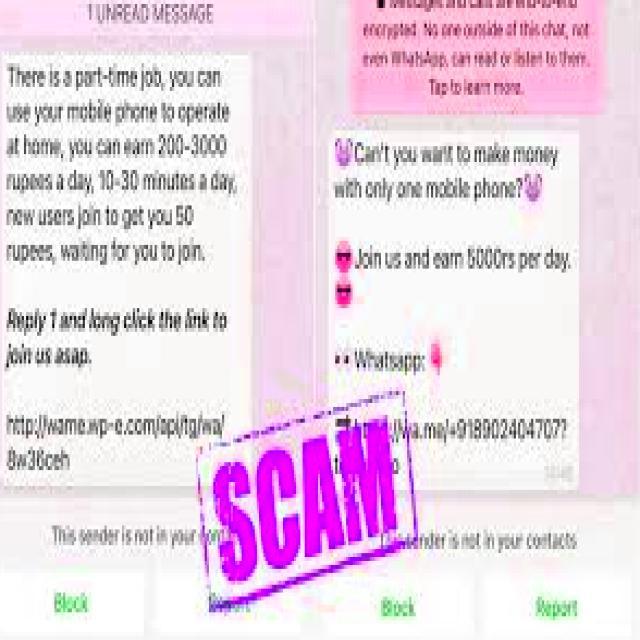 1 UNREAD MESSAGE
There is a part-time job, you can
use your mobile phone to operate
at home, you can earn 200-3000
rupees a day, 10-30 minutes a day,
new users join to get you 50
rupees, waiting for you to join.
Reply 1 and long click the link to
join us asap.
http://wame.wp-e.com/api/tg/wa/
8w36ceh
This sender is not in your
Block
Messages and calls are end-to-end
encrypted. No one outside of this chat, not
even WhatsApp, can read or listen to them.
Tap to learn more.
Can't you want to make money
with only one mobile phone?
Join us and earn 5000rs per day.
Whatsapp:
/wa.me/+918902404707?
sender is not in your contacts
Block
Report
SCAM